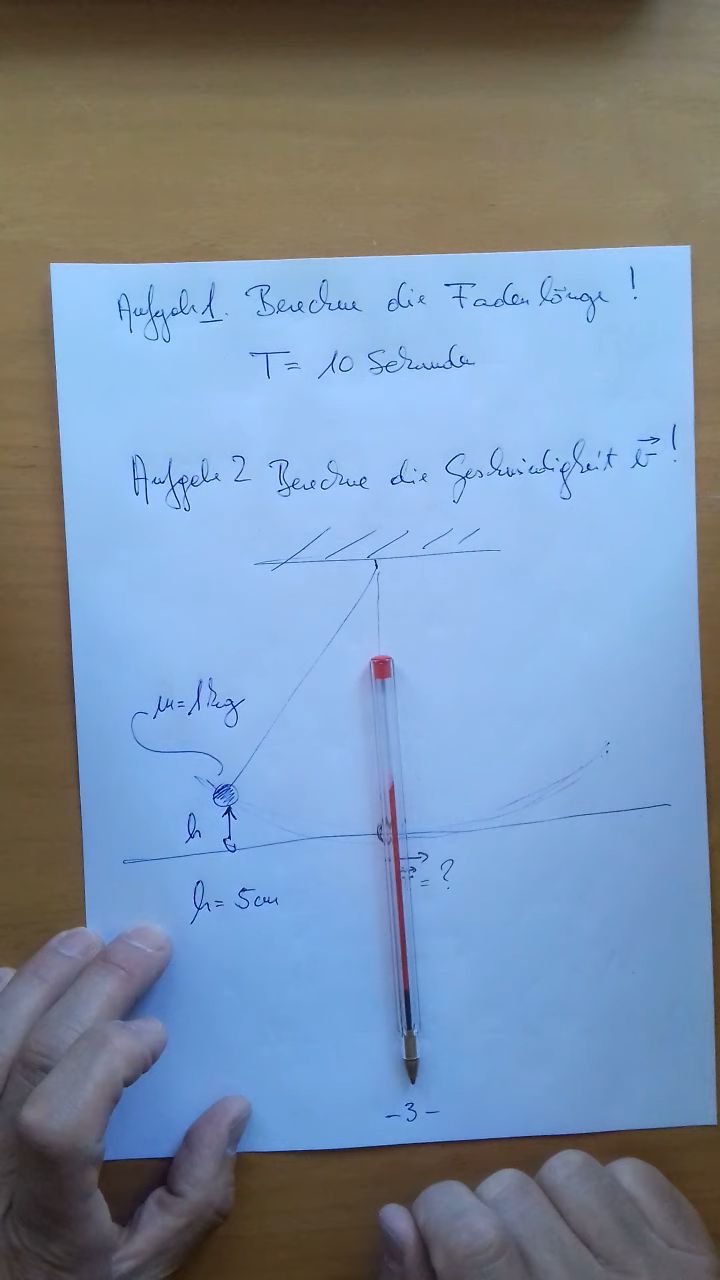 Aufgabe 1. Berechne die Fadenlänge!
T = 10 Sekunden
Aufgabe 2 Berechne die Geschwindigkeit v!
m = 1kg
h
= ?
h = 5cm
- 3 -